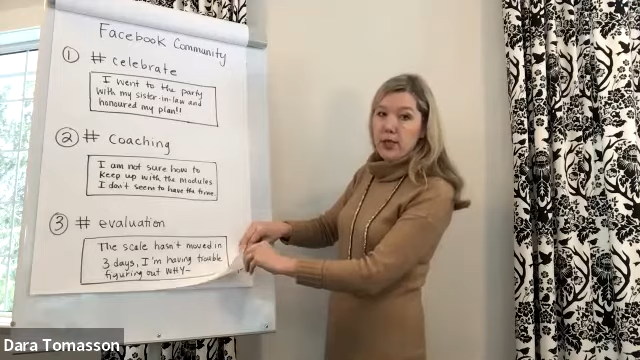 Facebook Community
① # celebrate
I went to the party
with my sister-in-law and
honoured my plan!!
② # coaching
I am not sure how to
keep up with the modules
I don't seem to have the time
③ # evaluation
The scale hasn't moved in
3 days, I'm having trouble
figuring out WHY-
Dara Tomasson